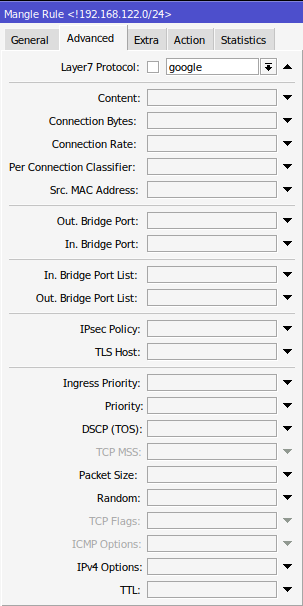 Mangle Rule <!192.168.122.0/24>
General Advanced Extra Action Statistics
Layer7 Protocol: google
Content:
Connection Bytes:
Connection Rate:
Per Connection Classifier:
Src. MAC Address:
Out. Bridge Port:
In. Bridge Port:
In. Bridge Port List:
Out. Bridge Port List:
IPsec Policy:
TLS Host:
Ingress Priority:
Priority:
DSCP (TOS):
TCP MSS:
Packet Size:
Random:
TCP Flags:
ICMP Options:
IPv4 Options:
TTL: